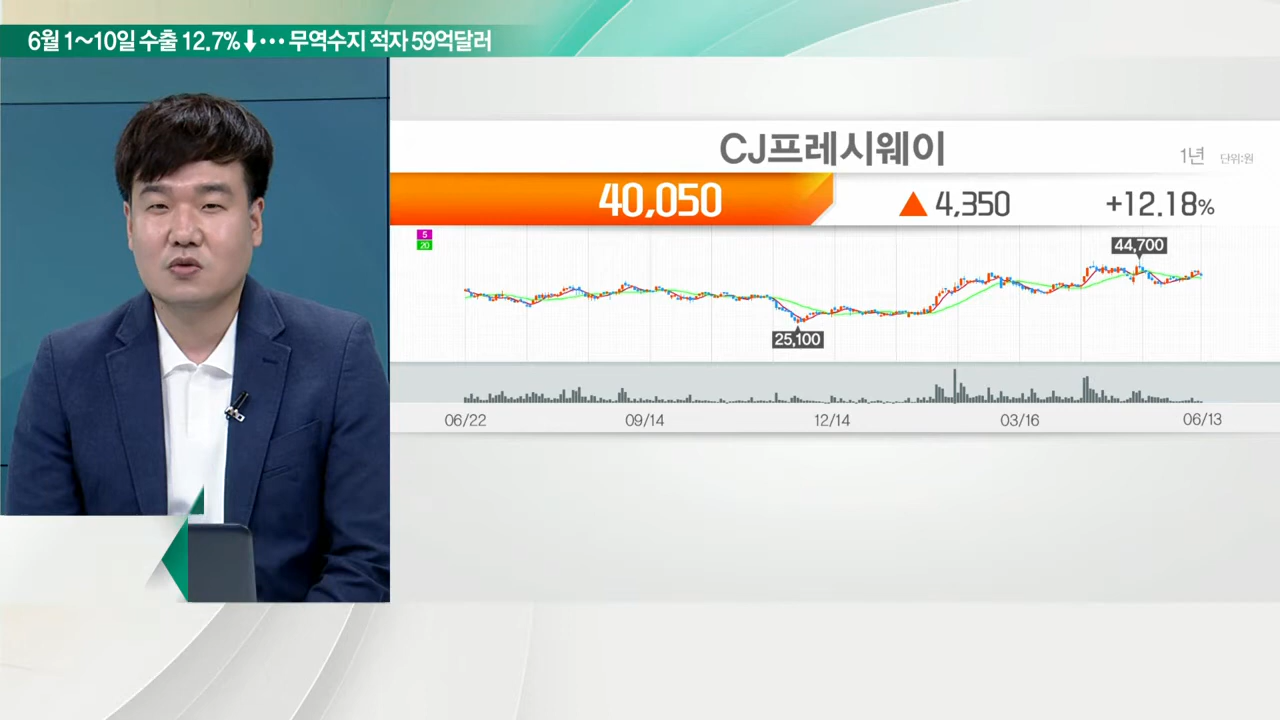 6월 1~10일 수출 12.7%⬇… 무역수지 적자 59억달러
CJ프레시웨이
1년 단위:원
40,050 ▲ 4,350 +12.18%
5
20
44,700
25,100
06/22 09/14 12/14 03/16 06/13